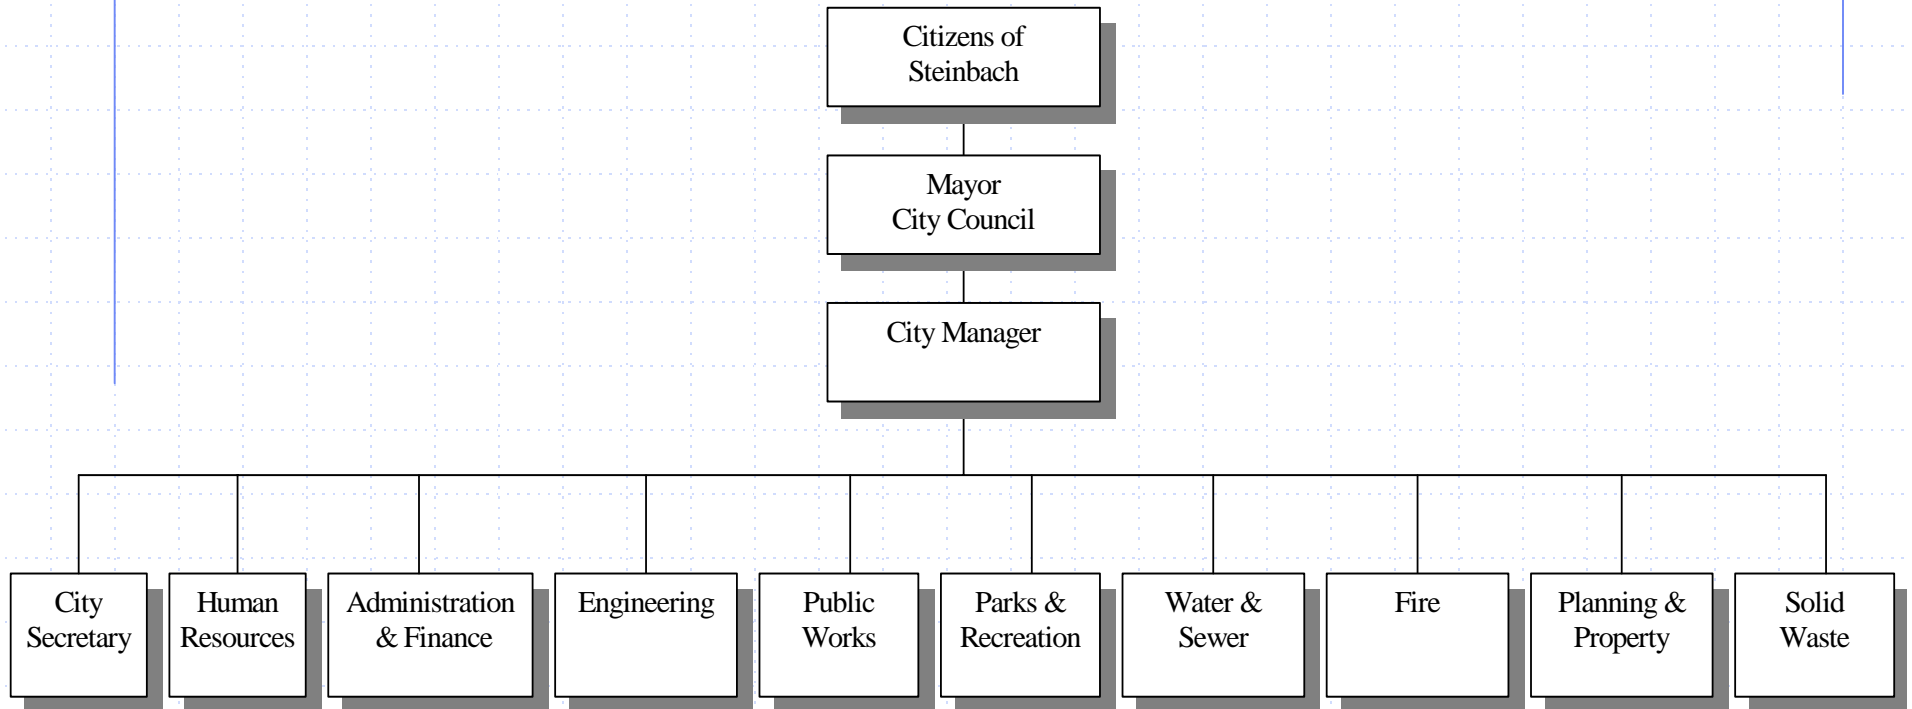 Citizens of
Steinbach
Mayor
City Council
City Manager
City
Secretary
Human
Resources
Administration
& Finance
Engineering
Public
Works
Parks &
Recreation
Water &
Sewer
Fire
Planning &
Property
Solid
Waste